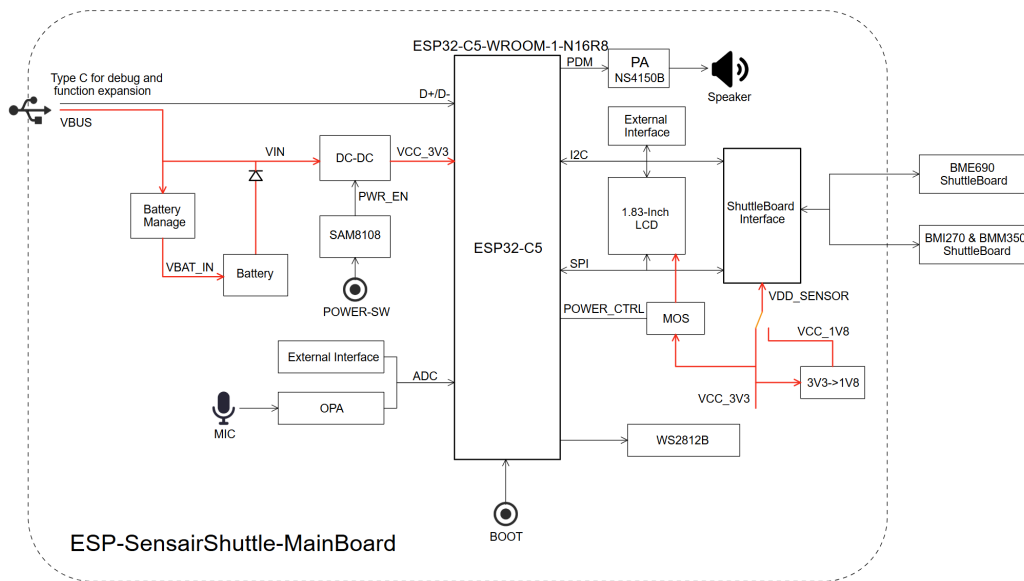 ESP32-C5-WROOM-1-N16R8
Type C for debug and
function expansion
D+/D-
VBUS
PDM
PA
NS4150B
Speaker
External
Interface
I2C
VIN
DC-DC
VCC_3V3
PWR_EN
SAM8108
POWER-SW
Battery
Manage
VBAT_IN
Battery
ESP32-C5
1.83-Inch
LCD
ShuttleBoard
Interface
BME690
ShuttleBoard
BMI270 & BMM350
ShuttleBoard
SPI
POWER_CTRL
MOS
VDD_SENSOR
VCC_1V8
3V3->1V8
VCC_3V3
External Interface
ADC
OPA
MIC
WS2812B
BOOT
ESP-SensairShuttle-MainBoard